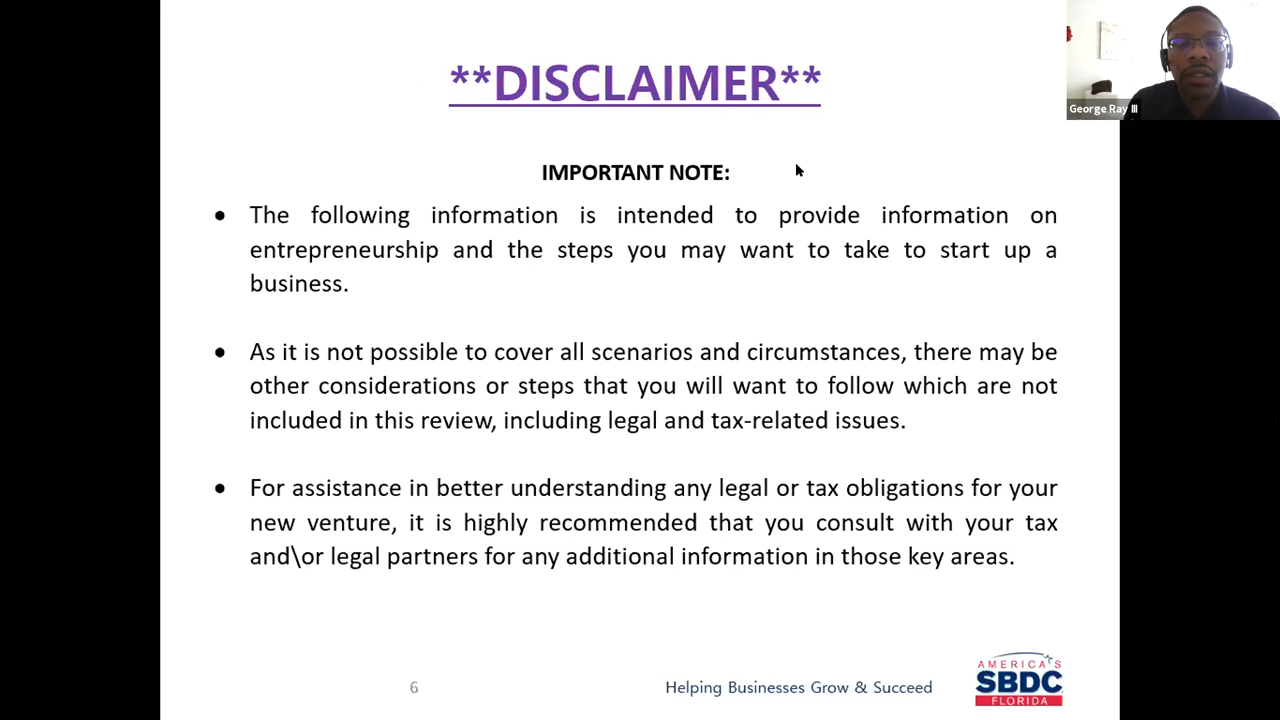 **DISCLAIMER**
George Ray III
IMPORTANT NOTE:
• The following information is intended to provide information on
entrepreneurship and the steps you may want to take to start up a
business.
• As it is not possible to cover all scenarios and circumstances, there may be
other considerations or steps that you will want to follow which are not
included in this review, including legal and tax-related issues.
• For assistance in better understanding any legal or tax obligations for your
new venture, it is highly recommended that you consult with your tax
and\or legal partners for any additional information in those key areas.
6
Helping Businesses Grow & Succeed
AMERICA'S
SBDC
FLORIDA